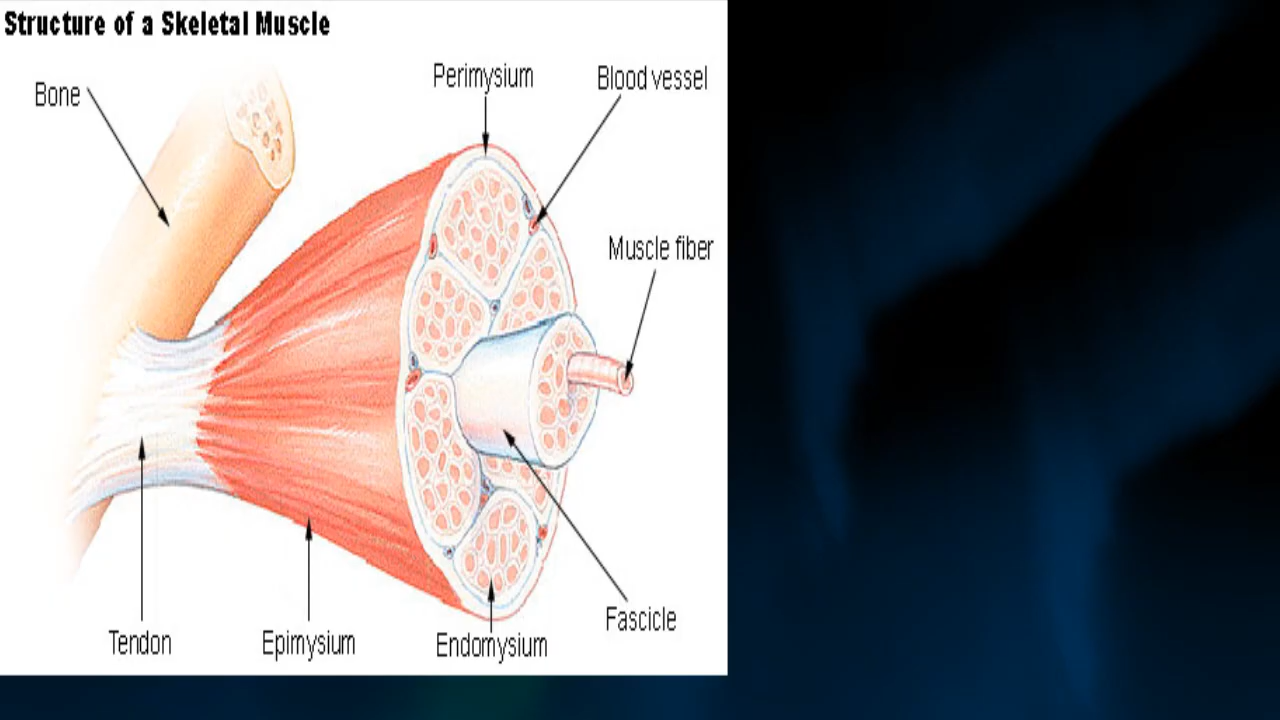 Structure of a Skeletal Muscle
Perimysium
Blood vessel
Bone
Muscle fiber
Fascicle
Tendon
Epimysium
Endomysium